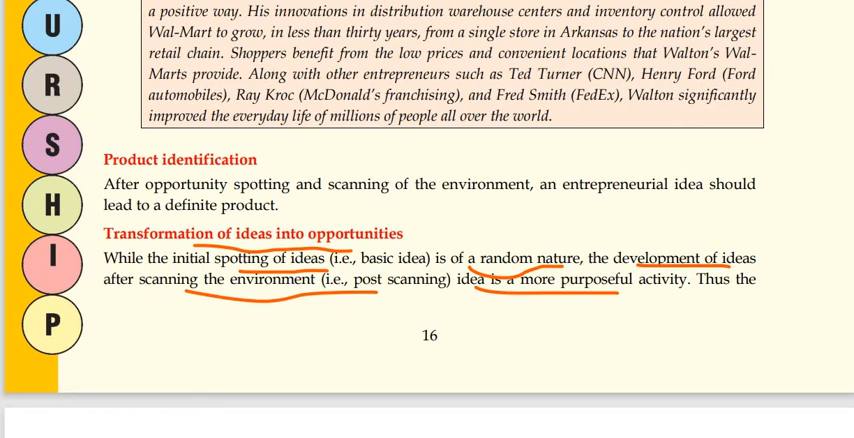 U
R
S
H
I
P
a positive way. His innovations in distribution warehouse centers and inventory control allowed
Wal-Mart to grow, in less than thirty years, from a single store in Arkansas to the nation's largest
retail chain. Shoppers benefit from the low prices and convenient locations that Walton's Wal-
Marts provide. Along with other entrepreneurs such as Ted Turner (CNN), Henry Ford (Ford
automobiles), Ray Kroc (McDonald's franchising), and Fred Smith (FedEx), Walton significantly
improved the everyday life of millions of people all over the world.
Product identification
After opportunity spotting and scanning of the environment, an entrepreneurial idea should
lead to a definite product.
Transformation of ideas into opportunities
While the initial spotting of ideas (i.e., basic idea) is of a random nature, the development of ideas
after scanning the environment (i.e., post scanning) idea is a more purposeful activity. Thus the
16